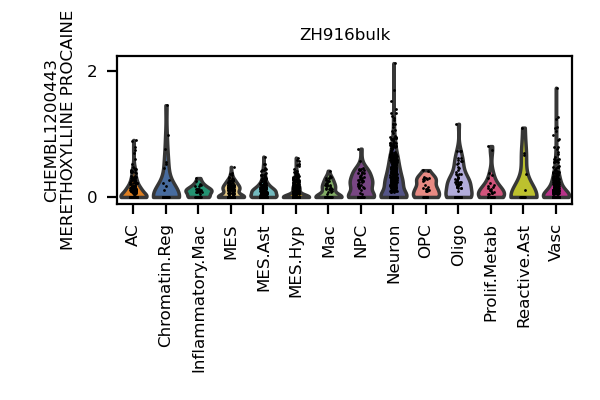 ZH916bulk
CHEMBL1200443
MERETHOXYLLINE PROCAINE
2
0
AC
Chromatin.Reg
Inflammatory.Mac
MES
MES.Ast
MES.Hyp
Mac
NPC
Neuron
OPC
Oligo
Prolif.Metab
Reactive.Ast
Vasc